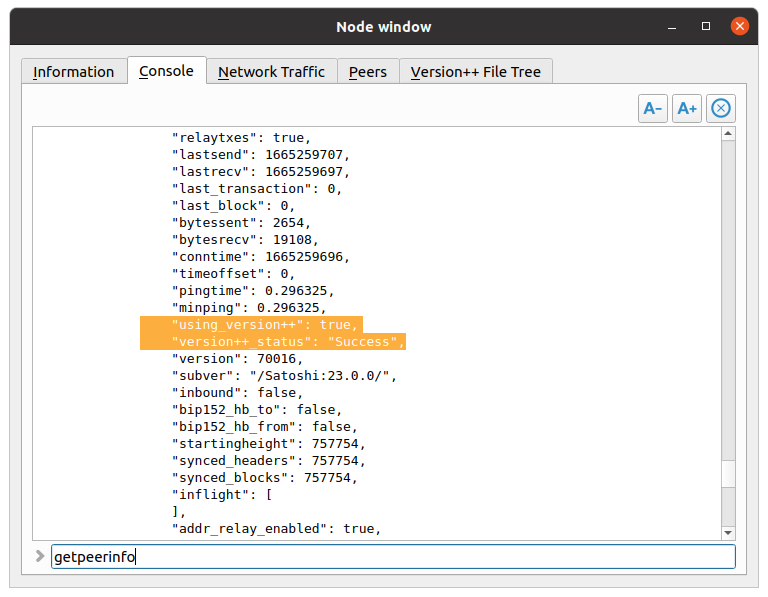 Node window
Information
Console
Network Traffic
Peers
Version++ File Tree
A-
A+
"relaytxes": true,
"lastsend": 1665259707,
"lastrecv": 1665259697,
"last_transaction": 0,
"last_block": 0,
"bytessent": 2654,
"bytesrecv": 19108,
"conntime": 1665259696,
"timeoffset": 0,
"pingtime": 0.296325,
"minping": 0.296325,
"using_version++": true,
"version++_status": "Success",
"version": 70016,
"subver": "/Satoshi:23.0.0/",
"inbound": false,
"bip152_hb_to": false,
"bip152_hb_from": false,
"startingheight": 757754,
"synced_headers": 757754,
"synced_blocks": 757754,
"inflight": [
],
"addr_relay_enabled": true,
getpeerinfo